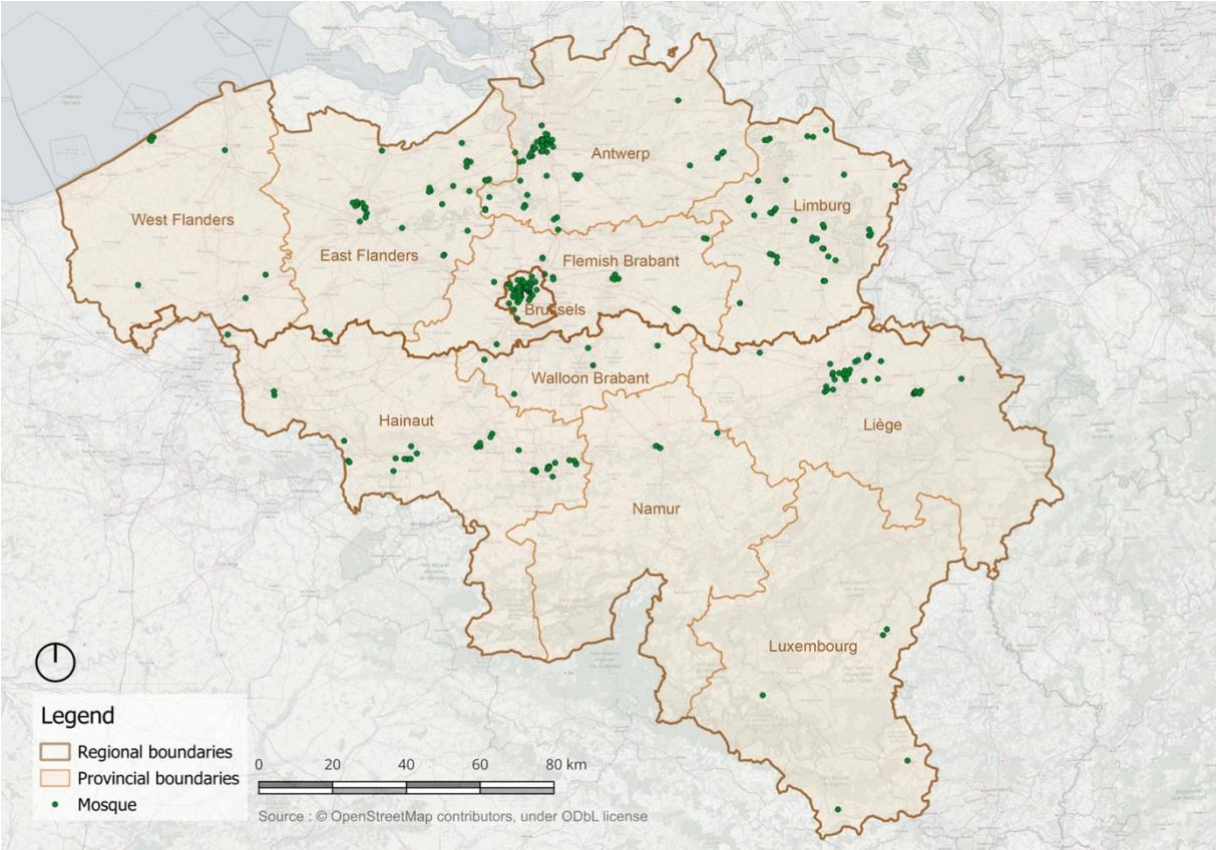 Antwerp
Limburg
West Flanders
East Flanders
Flemish Brabant
Brussels
Walloon Brabant
Hainaut
Liège
Namur
Luxembourg
Legend
Regional boundaries
Provincial boundaries
Mosque
0 20 40 60 80 km
Source : © OpenStreetMap contributors, under ODbL license